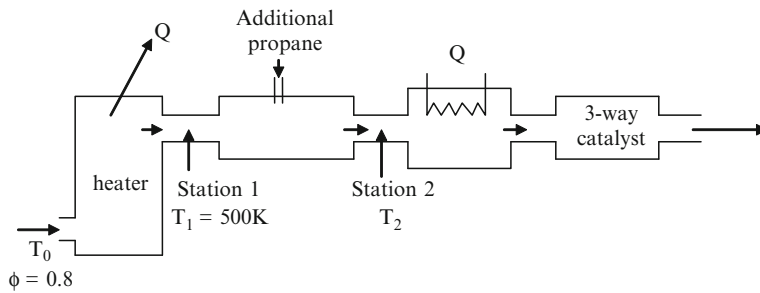 Additional
propane
Q
Q
3-way
catalyst
heater
Station 1
T₁ = 500K
Station 2
T₂
T₀
ϕ = 0.8